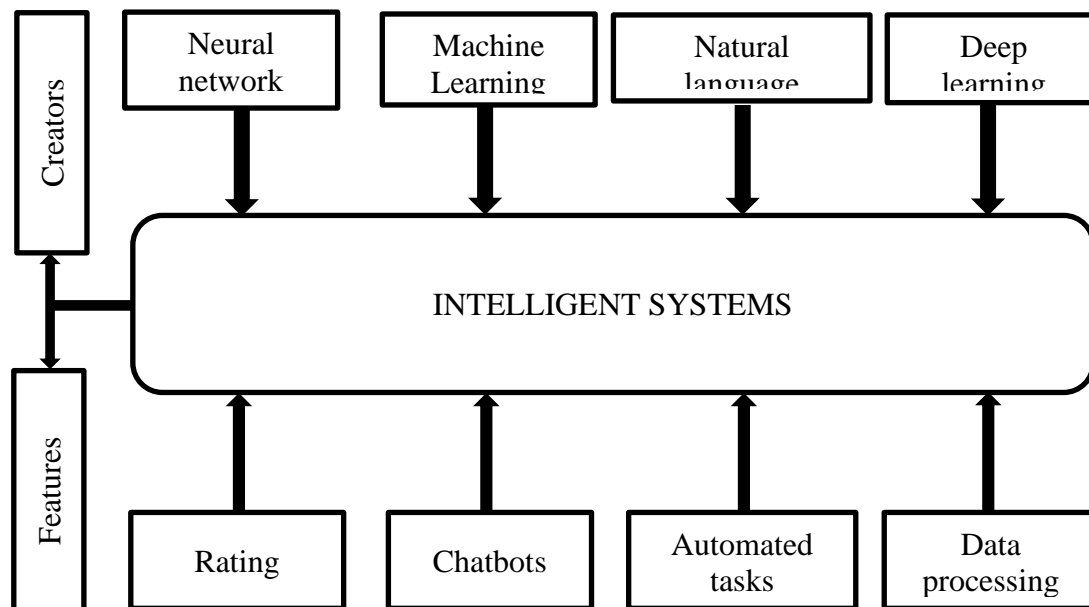 Creators
Neural
network
Machine
Learning
Natural
language
Deep
learning
INTELLIGENT SYSTEMS
Features
Rating
Chatbots
Automated
tasks
Data
processing